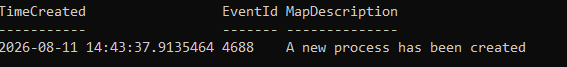 TimeCreated EventId MapDescription
----------- ------- --------------
2026-08-11 14:43:37.9135464 4688 A new process has been created